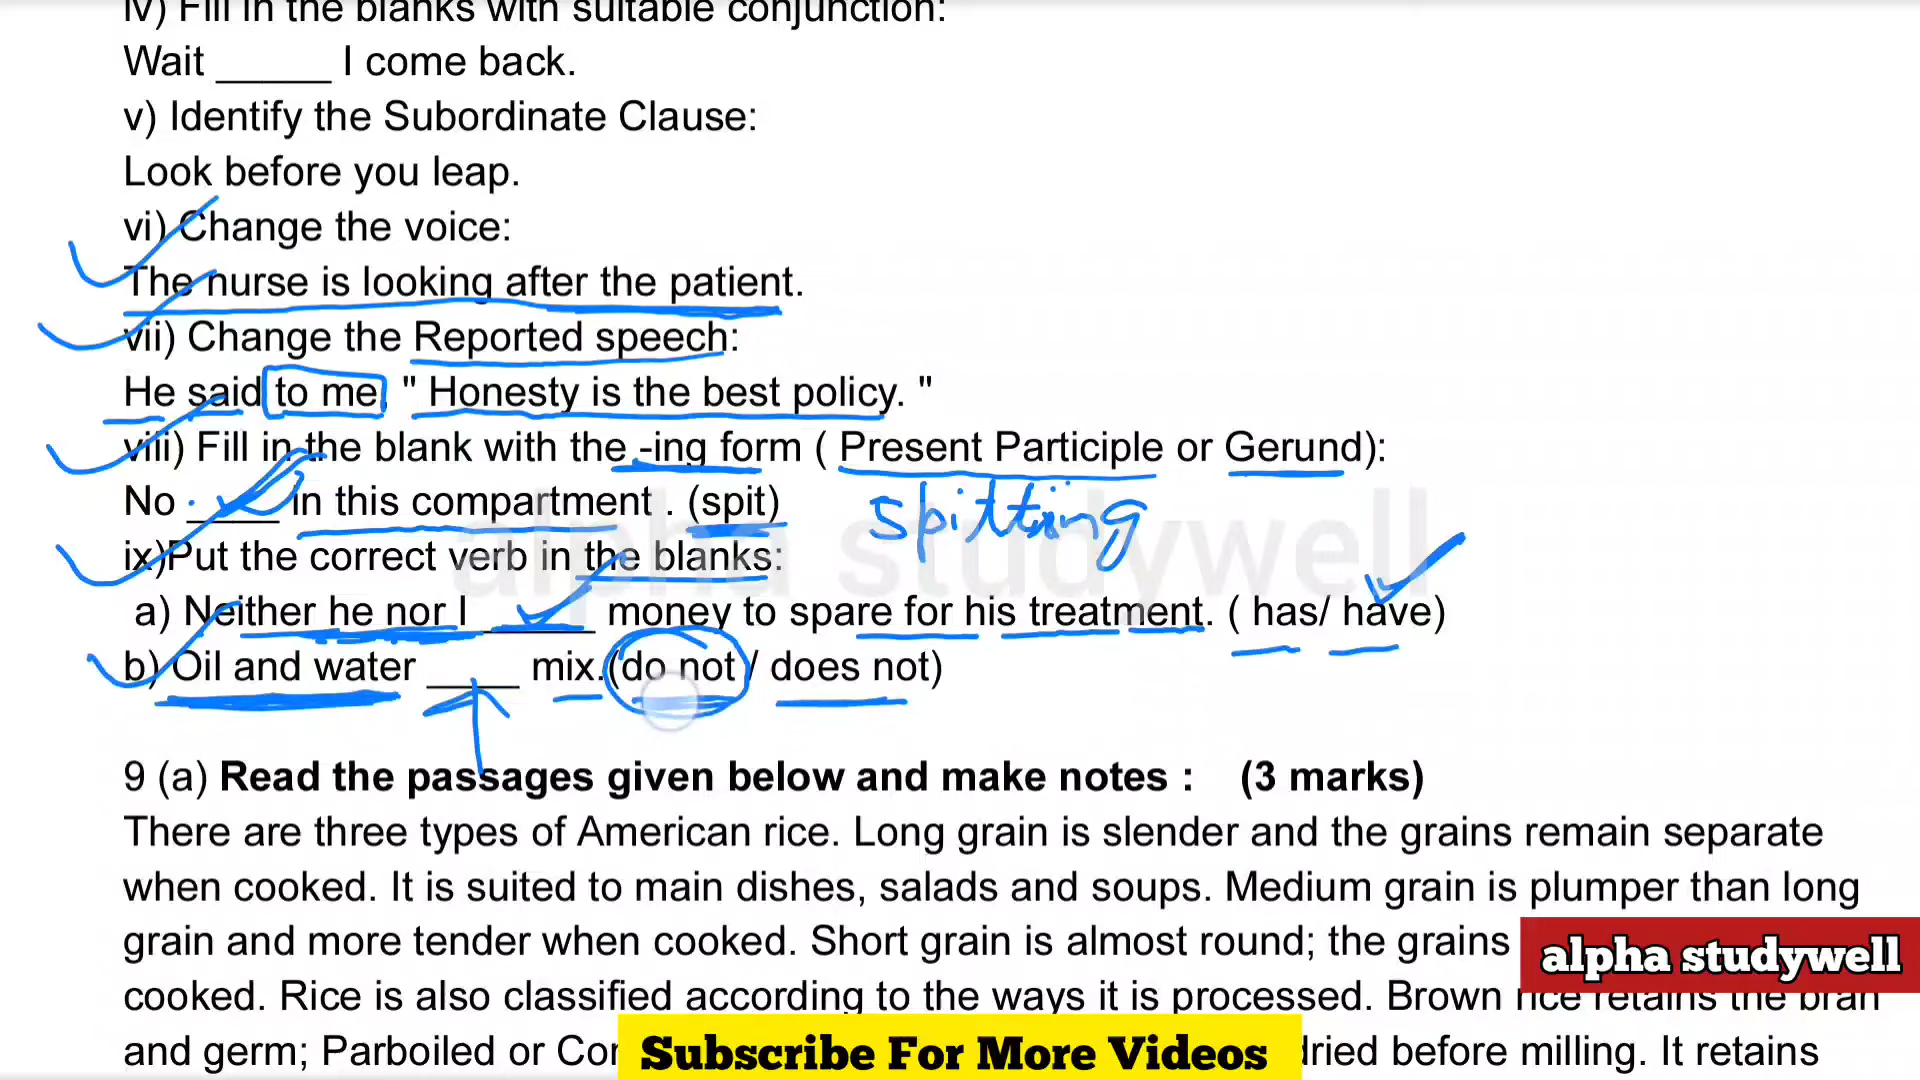 iv) Fill in the blanks with suitable conjunction:
Wait _____ I come back.
v) Identify the Subordinate Clause:
Look before you leap.
vi) Change the voice:
The nurse is looking after the patient.
vii) Change the Reported speech:
He said to me, " Honesty is the best policy. "
viii) Fill in the blank with the -ing form ( Present Participle or Gerund):
No ____ in this compartment . (spit)
spitting
alpha studywell
ix)Put the correct verb in the blanks:
a) Neither he nor I _____ money to spare for his treatment. ( has/ have)
b) Oil and water ____ mix.(do not / does not)
9 (a) Read the passages given below and make notes : (3 marks)
There are three types of American rice. Long grain is slender and the grains remain separate
when cooked. It is suited to main dishes, salads and soups. Medium grain is plumper than long
grain and more tender when cooked. Short grain is almost round; the grains
alpha studywell
cooked. Rice is also classified according to the ways it is processed. Brown rice retains the bran
and germ; Parboiled or dried before milling. It retains
Subscribe For More Videos